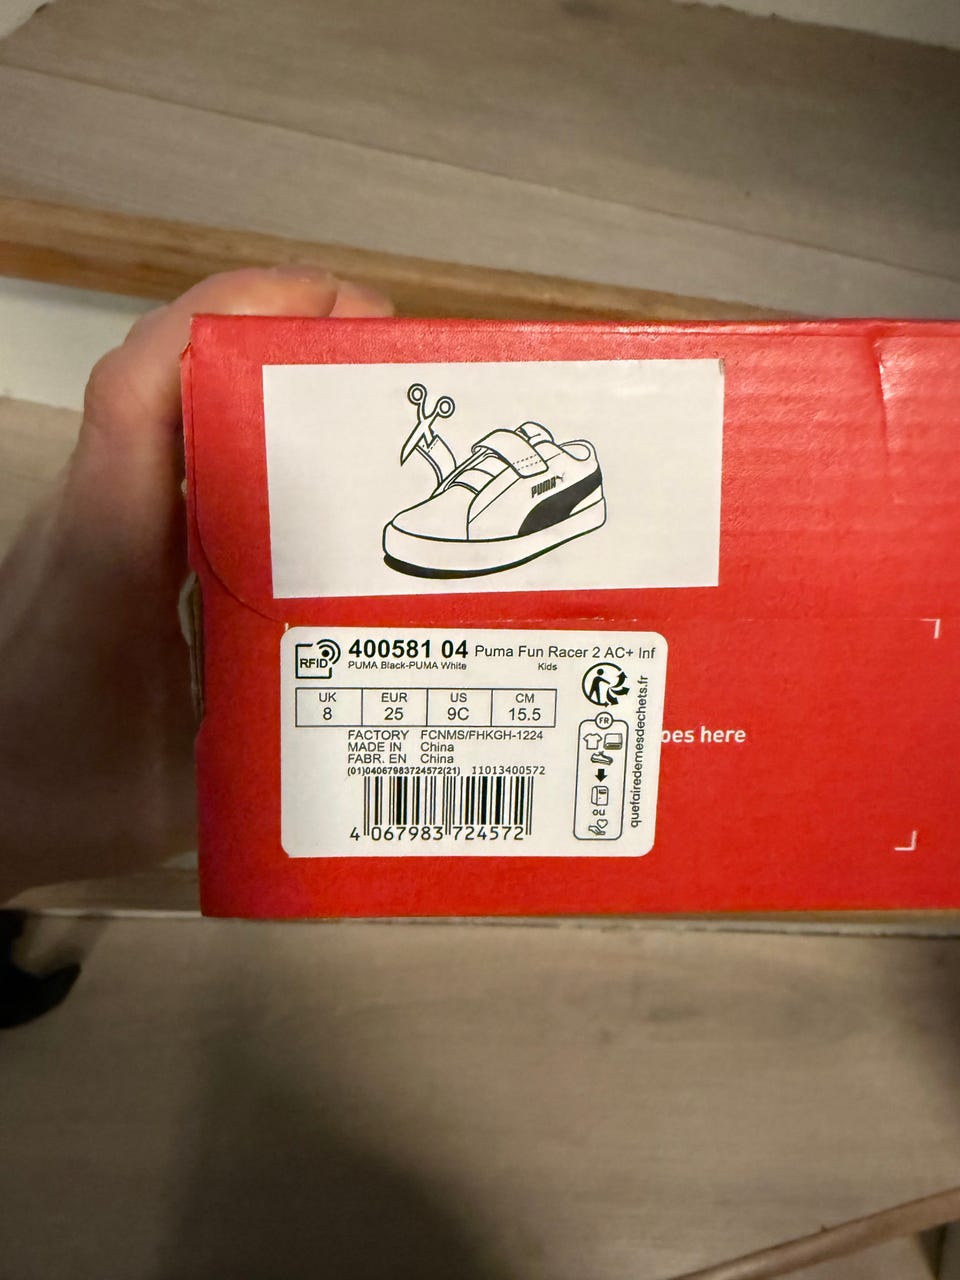 PUMA
RFID
400581 04 Puma Fun Racer 2 AC+ Inf
PUMA Black-PUMA White Kids
UK EUR US CM
8 25 9C 15.5
FACTORY FCNMS/FHKGH-1224
MADE IN China
FABR. EN China
(01)04067983724572(21) 11013400572
4 067983 724572
FR
ou
quefairedemesdechets.fr
oes here